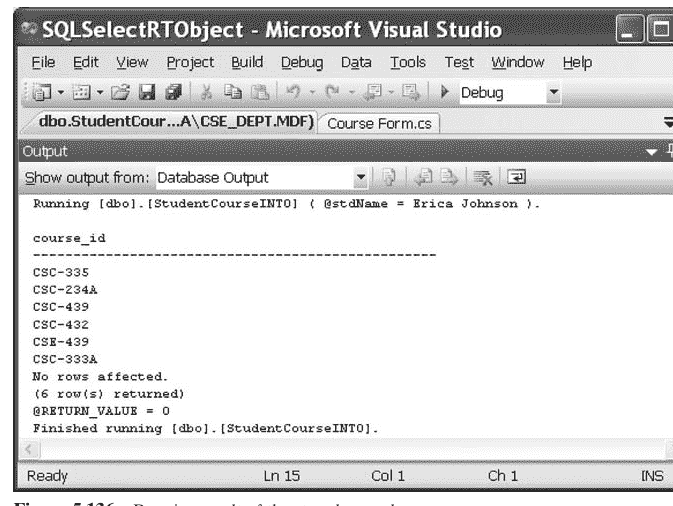 SQLSelectRTObject - Microsoft Visual Studio
File Edit View Project Build Debug Data Tools Test Window Help
Debug
dbo.StudentCour...A\CSE_DEPT.MDF) Course Form.cs
Output
Show output from: Database Output
Running [dbo].[StudentCourseINTO] ( @stdName = Erica Johnson ).
course_id
--------------------------------------------------
CSC-335
CSC-234A
CSC-439
CSC-432
CSE-439
CSC-333A
No rows affected.
(6 row(s) returned)
@RETURN_VALUE = 0
Finished running [dbo].[StudentCourseINTO].
Ready Ln 15 Col 1 Ch 1 INS